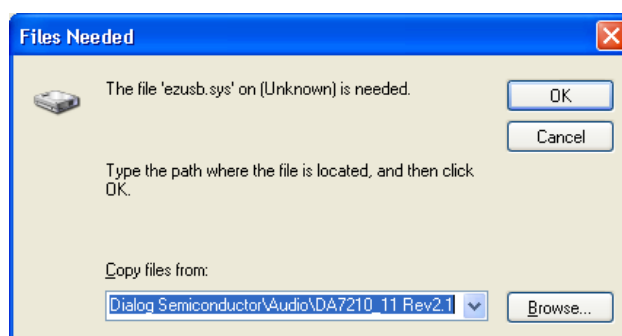 Files Needed
The file 'ezusb.sys' on (Unknown) is needed.
OK
Cancel
Type the path where the file is located, and then click
OK.
Copy files from:
Dialog Semiconductor\Audio\DA7210_11 Rev2.1
Browse...